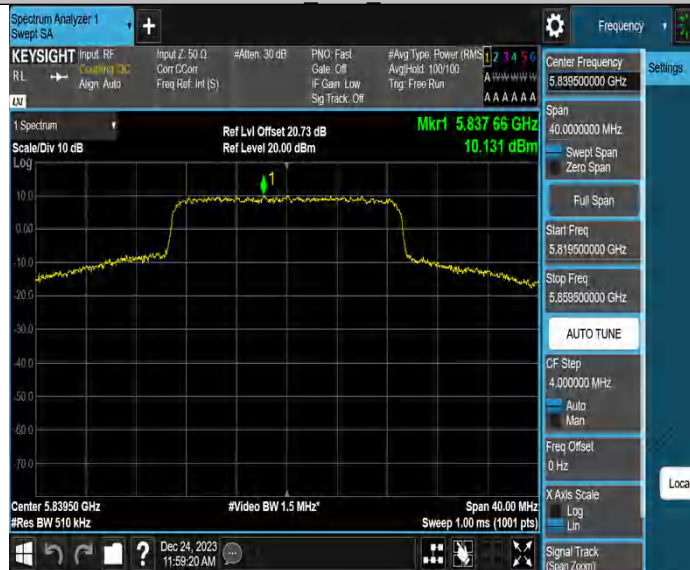 Spectrum Analyzer 1
Swept SA
+
Frequency
KEYSIGHT
RL
Input: RF
Coupling: DC
Align: Auto
Input Z: 50 Ω
Corr CCorr
Freq Ref: Int (S)
#Atten: 30 dB
PNO: Fast
Gate: Off
IF Gain: Low
Sig Track: Off
#Avg Type: Power (RMS
Avg|Hold: 100/100
Trig: Free Run
1 2 3 4 5 6
A W W W W W
A A A A A A
LXI
1 Spectrum
Scale/Div 10 dB
Ref Lvl Offset 20.73 dB
Ref Level 20.00 dBm
Mkr1 5.837 66 GHz
10.131 dBm
Log
1
10.0
0.00
-10.0
-20.0
-30.0
-40.0
-50.0
-60.0
-70.0
Center 5.83950 GHz
#Res BW 510 kHz
#Video BW 1.5 MHz*
Span 40.00 MHz
Sweep 1.00 ms (1001 pts)
?
Dec 24, 2023
11:59:20 AM
Center Frequency
5.839500000 GHz
Settings
Span
40.0000000 MHz
Swept Span
Zero Span
Full Span
Start Freq
5.819500000 GHz
Stop Freq
5.859500000 GHz
AUTO TUNE
CF Step
4.000000 MHz
Auto
Man
Freq Offset
0 Hz
X Axis Scale
Log
Lin
Local
Signal Track
(Span Zoom)